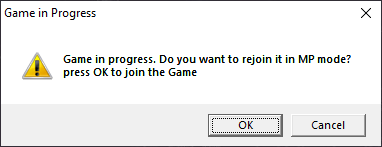 Game in Progress
Game in progress. Do you want to rejoin it in MP mode?
press OK to join the Game
OK
Cancel